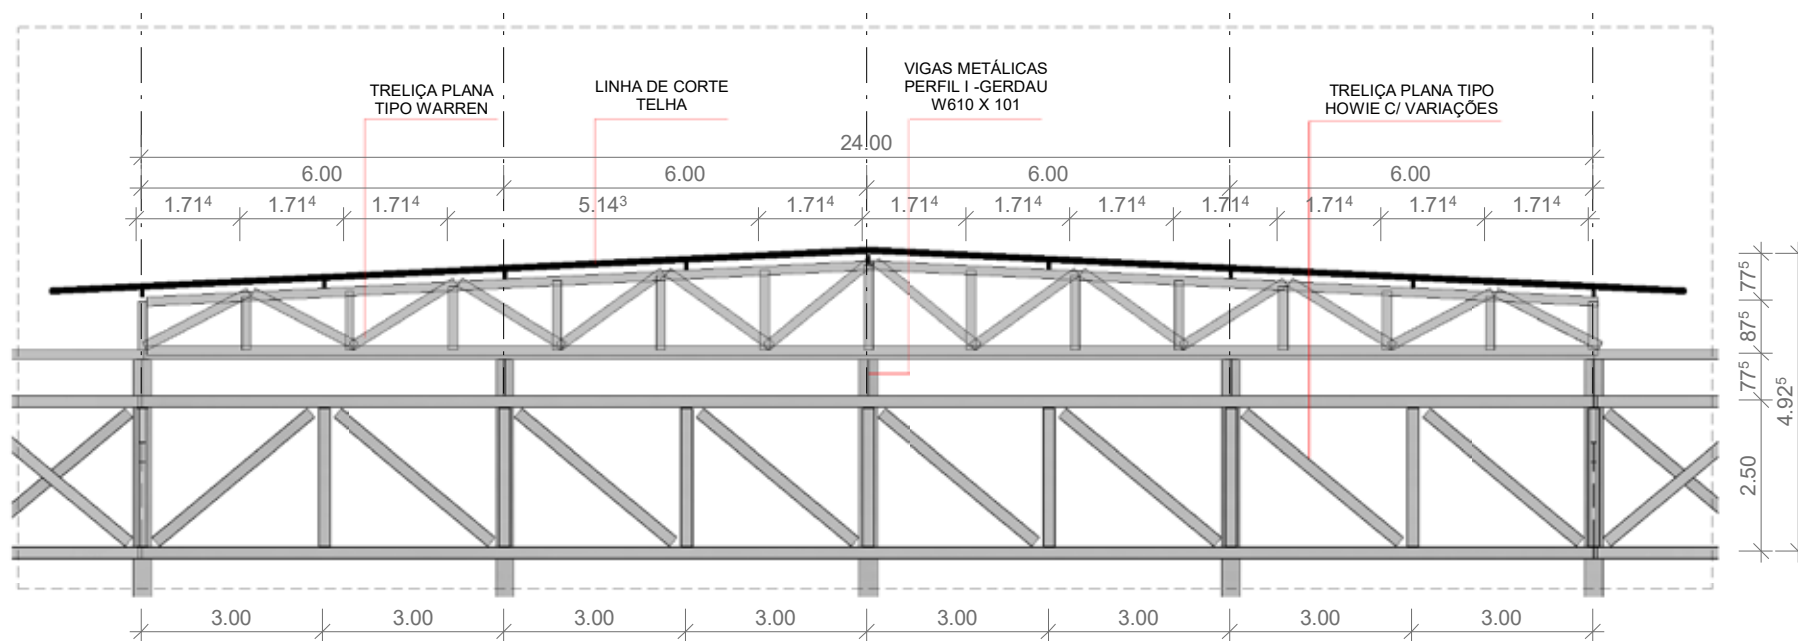 TRELIÇA PLANA
TIPO WARREN
LINHA DE CORTE
TELHA
VIGAS METÁLICAS
PERFIL I -GERDAU
W610 X 101
TRELIÇA PLANA TIPO
HOWIE C/ VARIAÇÕES
24.00
6.00 6.00 6.00 6.00
1.71⁴ 1.71⁴ 1.71⁴ 5.14³ 1.71⁴ 1.71⁴ 1.71⁴ 1.71⁴ 1.71⁴ 1.71⁴ 1.71⁴ 1.71⁴
77⁵
87⁵
77⁵
4.92⁵
2.50
3.00 3.00 3.00 3.00 3.00 3.00 3.00 3.00